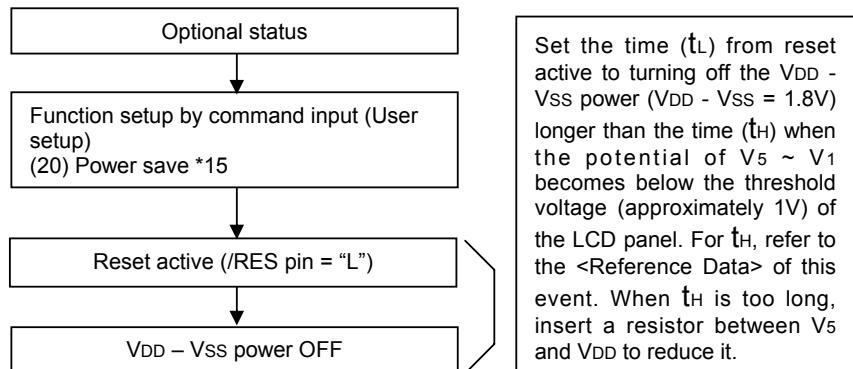 Optional status
Function setup by command input (User
setup)
(20) Power save *15
Reset active (/RES pin = “L”)
VDD – VSS power OFF
Set the time (tL) from reset
active to turning off the VDD -
VSS power (VDD - VSS = 1.8V)
longer than the time (tH) when
the potential of V5 ~ V1
becomes below the threshold
voltage (approximately 1V) of
the LCD panel. For tH, refer to
the <Reference Data> of this
event. When tH is too long,
insert a resistor between V5
and VDD to reduce it.